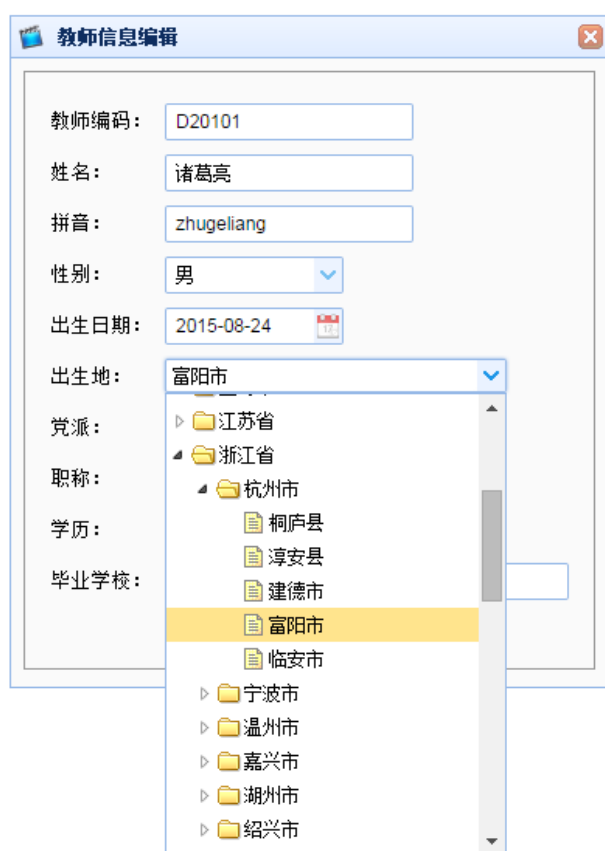 教师信息编辑
教师编码: D20101
姓名: 诸葛亮
拼音: zhugeliang
性别: 男
出生日期: 2015-08-24
出生地: 富阳市
党派:
职称:
学历:
毕业学校:
江苏省
浙江省
杭州市
桐庐县
淳安县
建德市
富阳市
临安市
宁波市
温州市
嘉兴市
湖州市
绍兴市